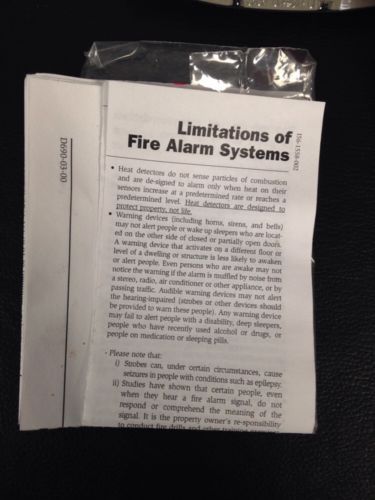 Limitations of
Fire Alarm Systems
156-1558-002
D690-03-00
• Heat detectors do not sense particles of combustion
and are de-signed to alarm only when heat on their
sensors increase at a predetermined rate or reaches a
predetermined level. Heat detectors are designed to
protect property, not life.
• Warning devices (including horns, sirens, and bells)
may not alert people or wake up sleepers who are locat-
ed on the other side of closed or partially open doors.
A warning device that activates on a different floor or
level of a dwelling or structure is less likely to awaken
or alert people. Even persons who are awake may not
notice the warning if the alarm is muffled by noise from
a stereo, radio, air conditioner or other appliance, or by
passing traffic. Audible warning devices may not alert
the hearing-impaired (strobes or other devices should
be provided to warn these people). Any warning device
may fail to alert people with a disability, deep sleepers,
people who have recently used alcohol or drugs, or
people on medication or sleeping pills.
- Please note that:
i) Strobes can, under certain circumstances, cause
seizures in people with conditions such as epilepsy.
ii) Studies have shown that certain people, even
when they hear a fire alarm signal, do not
respond or comprehend the meaning of the
signal. It is the property owner's re-sponsibility
to conduct fire drills and other training